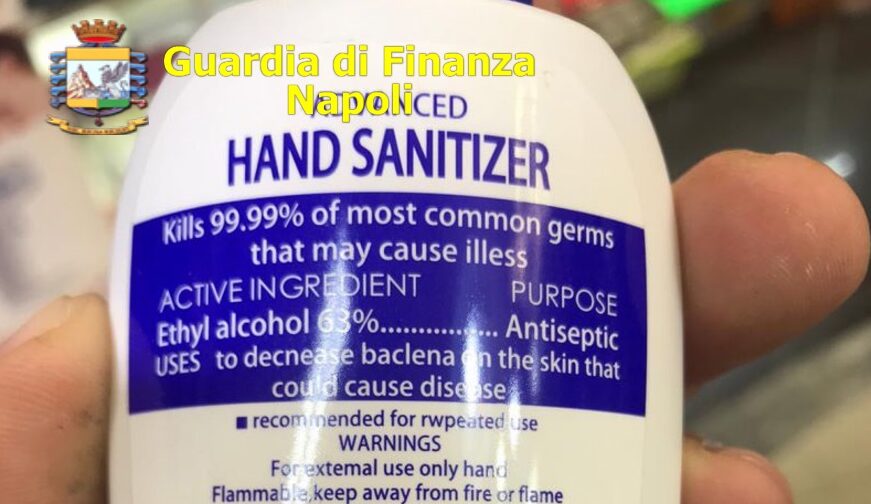 Guardia di Finanza
Napoli
ADVANCED
HAND SANITIZER
Kills 99.99% of most common germs
that may cause illess
ACTIVE INGREDIENT PURPOSE
Ethyl alcohol 63%................ Antiseptic
USES to decnease baclena on the skin that
could cause disease
■ recommended for rwpeated use
WARNINGS
For extemal use only hand
Flammable,keep away from fire or flame